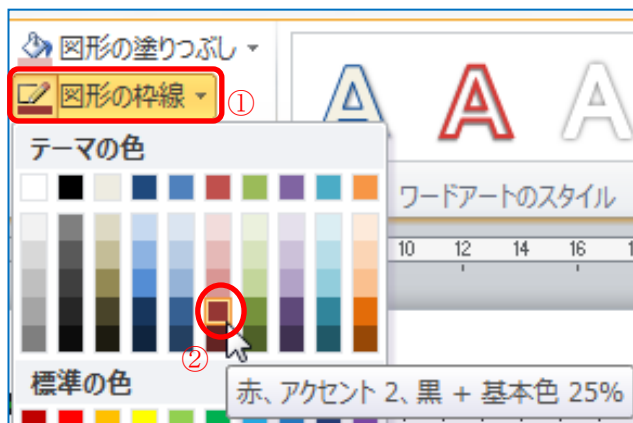 図形の塗りつぶし
図形の枠線
①
A A A
テーマの色
ワードアートのスタイル
10 12 14 16 1
②
標準の色
赤、アクセント 2、黒 + 基本色 25%